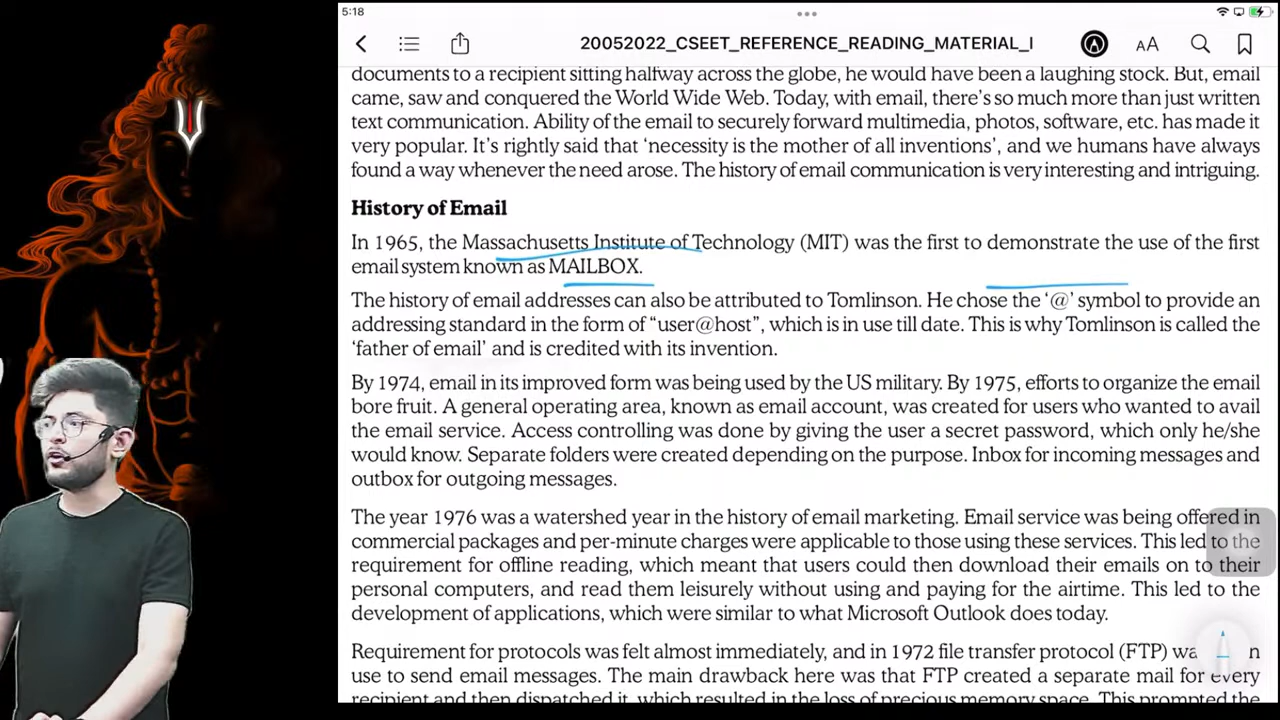 5:18
20052022_CSEET_REFERENCE_READING_MATERIAL_I
AA
documents to a recipient sitting halfway across the globe, he would have been a laughing stock. But, email
came, saw and conquered the World Wide Web. Today, with email, there's so much more than just written
text communication. Ability of the email to securely forward multimedia, photos, software, etc. has made it
very popular. It's rightly said that ‘necessity is the mother of all inventions’, and we humans have always
found a way whenever the need arose. The history of email communication is very interesting and intriguing.
History of Email
In 1965, the Massachusetts Institute of Technology (MIT) was the first to demonstrate the use of the first
email system known as MAILBOX.
The history of email addresses can also be attributed to Tomlinson. He chose the ‘@’ symbol to provide an
addressing standard in the form of “user@host”, which is in use till date. This is why Tomlinson is called the
‘father of email’ and is credited with its invention.
By 1974, email in its improved form was being used by the US military. By 1975, efforts to organize the email
bore fruit. A general operating area, known as email account, was created for users who wanted to avail
the email service. Access controlling was done by giving the user a secret password, which only he/she
would know. Separate folders were created depending on the purpose. Inbox for incoming messages and
outbox for outgoing messages.
The year 1976 was a watershed year in the history of email marketing. Email service was being offered in
commercial packages and per-minute charges were applicable to those using these services. This led to the
requirement for offline reading, which meant that users could then download their emails on to their
personal computers, and read them leisurely without using and paying for the airtime. This led to the
development of applications, which were similar to what Microsoft Outlook does today.
Requirement for protocols was felt almost immediately, and in 1972 file transfer protocol (FTP) wa n
use to send email messages. The main drawback here was that FTP created a separate mail for every
recipient and then dispatched it, which resulted in the loss of precious memory space. This prompted the